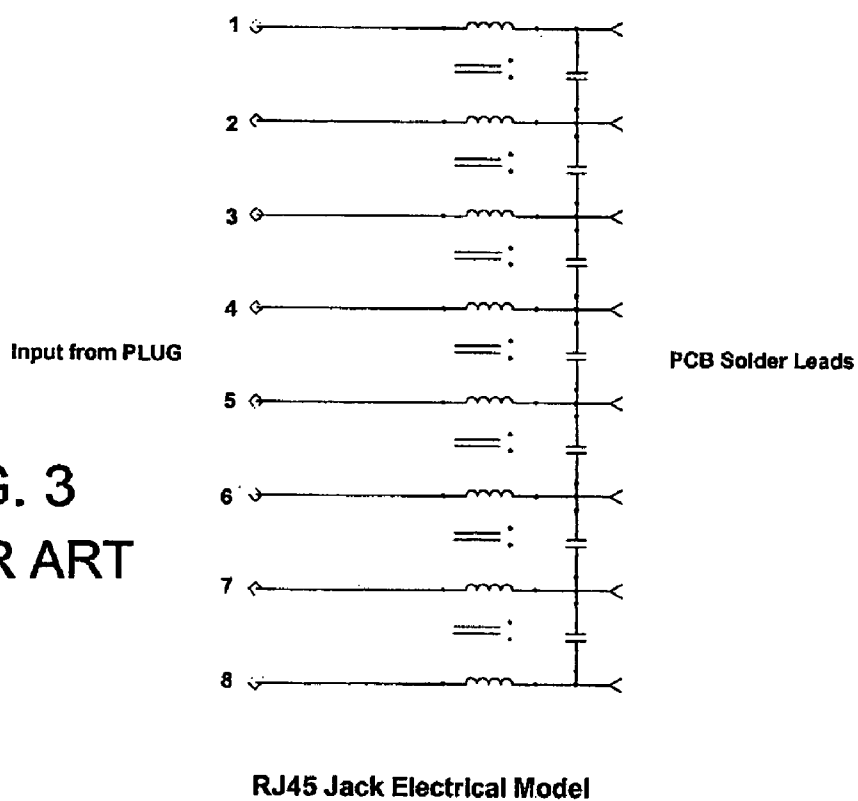 1
2
3
4
Input from PLUG
PCB Solder Leads
5
G. 3
6
R ART
7
8
RJ45 Jack Electrical Model